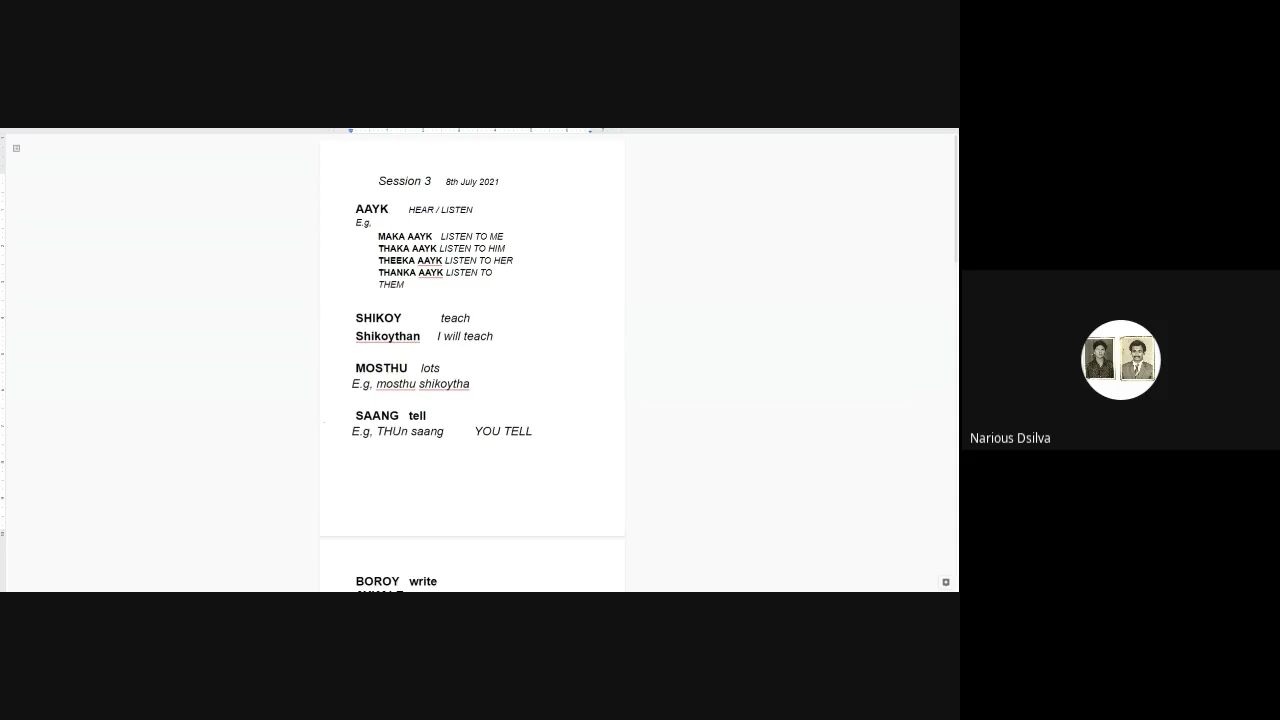 Session 3 8th July 2021
AAYK HEAR / LISTEN
E.g,
MAKA AAYK LISTEN TO ME
THAKA AAYK LISTEN TO HIM
THEEKA AAYK LISTEN TO HER
THANKA AAYK LISTEN TO
THEM
SHIKOY teach
Shikoythan I will teach
MOSTHU lots
E.g, mosthu shikoytha
SAANG tell
E.g, THUn saang YOU TELL
BOROY write
Narious Dsilva